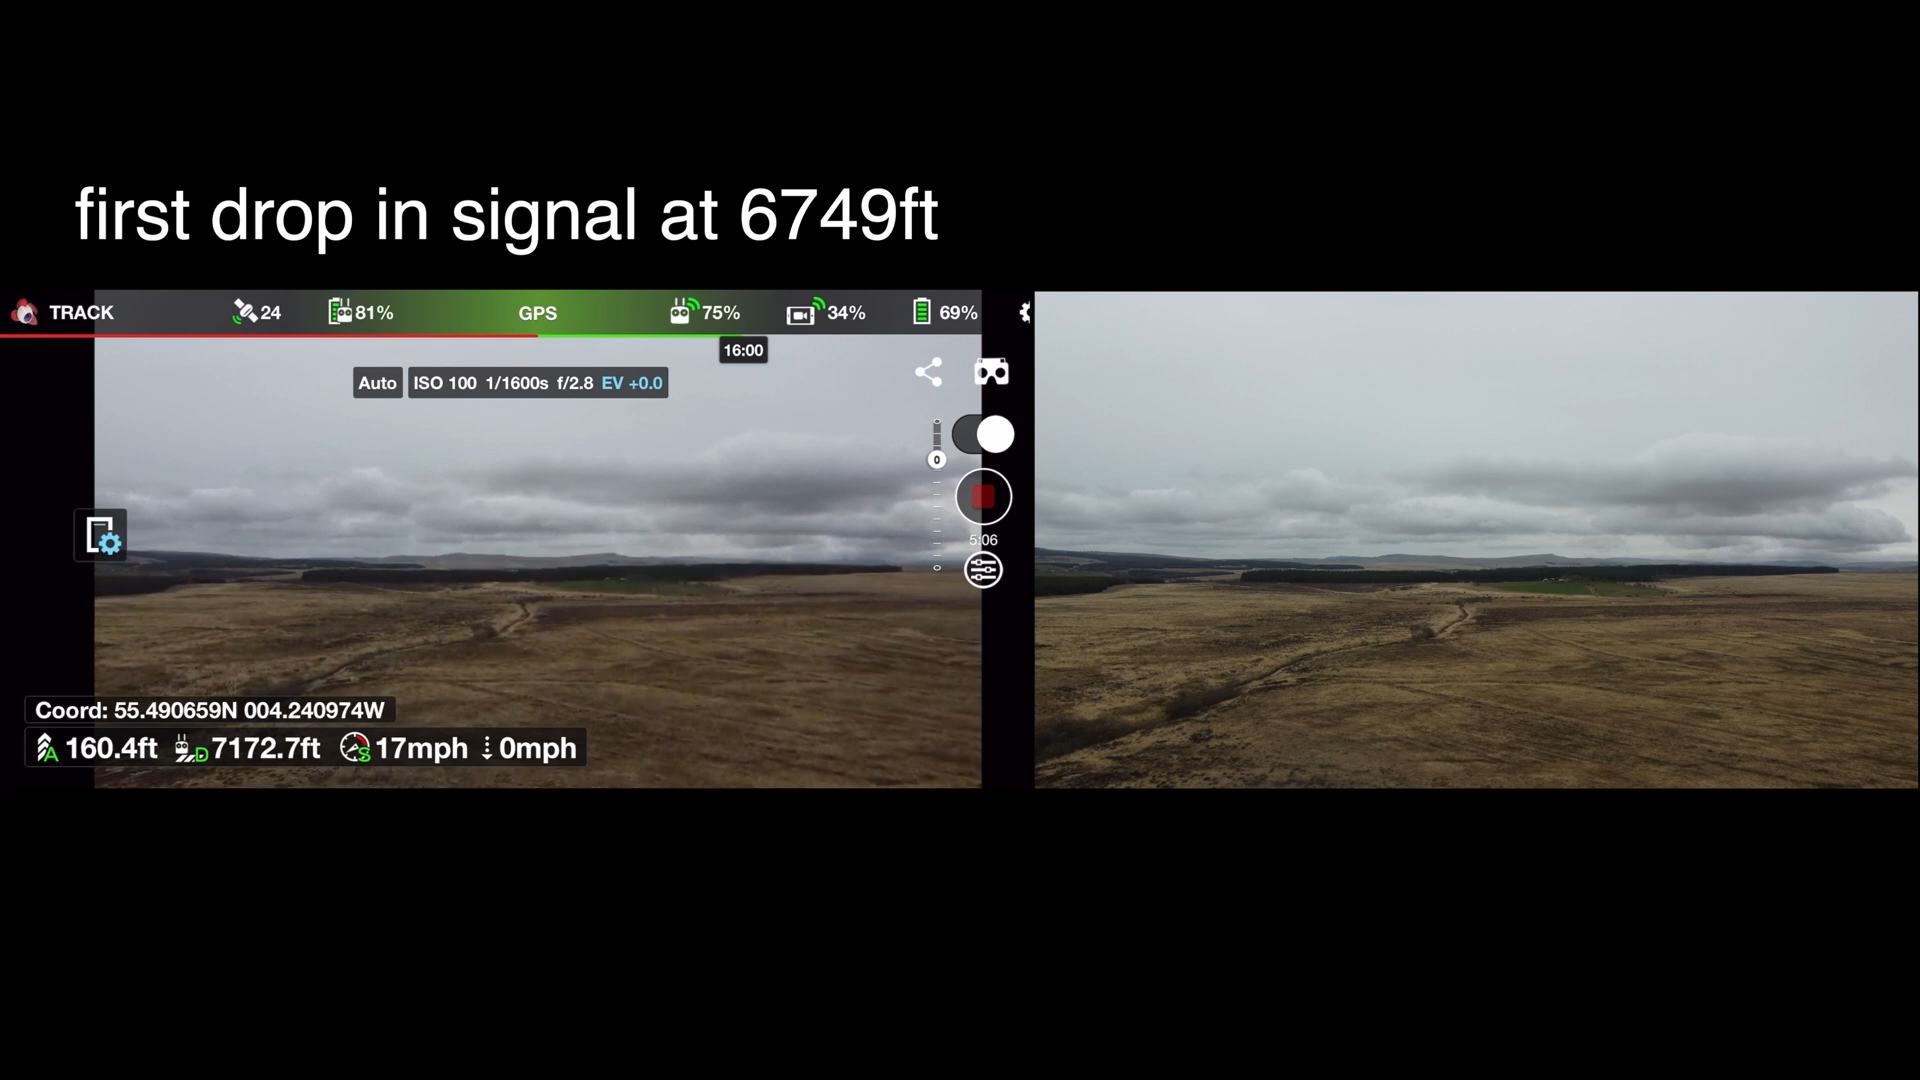 first drop in signal at 6749ft
TRACK 24 81% GPS 75% 34% 69%
16:00
Auto ISO 100 1/1600s f/2.8 EV +0.0
0
5:06
Coord: 55.490659N 004.240974W
A 160.4ft D 7172.7ft S 17mph 0mph